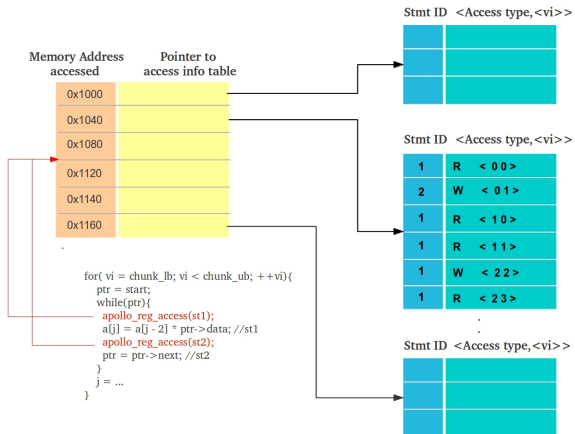 Stmt ID <Access type,<vi>>
Memory Address accessed
Pointer to access info table
0x1000
0x1040
0x1080
0x1120
0x1140
0x1160
Stmt ID <Access type,<vi>>
1 R < 0 0 >
2 W < 0 1 >
1 R < 1 0 >
1 R < 1 1 >
1 W < 2 2 >
1 R < 2 3 >
for( vi = chunk_lb; vi < chunk_ub; ++vi){
ptr = start;
while(ptr){
apollo_reg_access(st1);
a[j] = a[j - 2] * ptr->data; //st1
apollo_reg_access(st2);
ptr = ptr->next; //st2
}
j = ...
}
Stmt ID <Access type,<vi>>